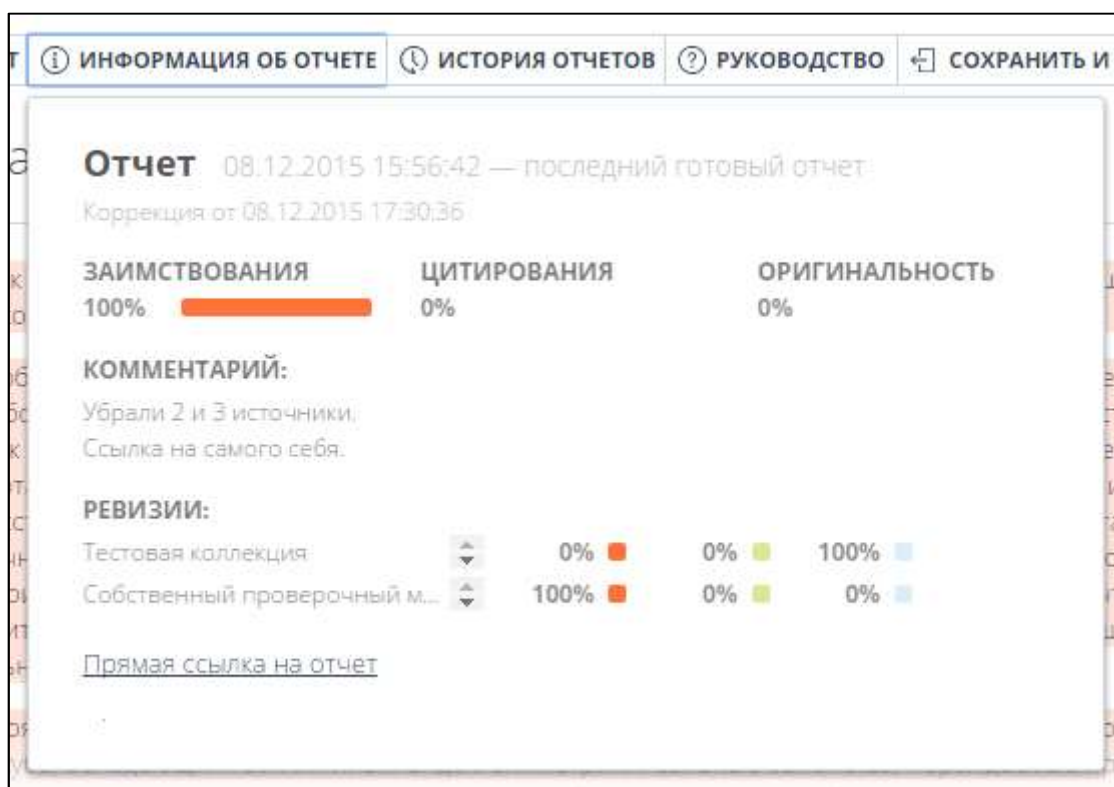 ИНФОРМАЦИЯ ОБ ОТЧЕТЕ ИСТОРИЯ ОТЧЕТОВ РУКОВОДСТВО СОХРАНИТЬ И
Отчет 08.12.2015 15:56:42 — последний готовый отчет
Коррекция от 08.12.2015 17:30:36
ЗАИМСТВОВАНИЯ ЦИТИРОВАНИЯ ОРИГИНАЛЬНОСТЬ
100% 0% 0%
КОММЕНТАРИЙ:
Убрали 2 и 3 источники.
Ссылка на самого себя.
РЕВИЗИИ:
Тестовая коллекция 0% 0% 100%
Собственный проверочный м... 100% 0% 0%
Прямая ссылка на отчет